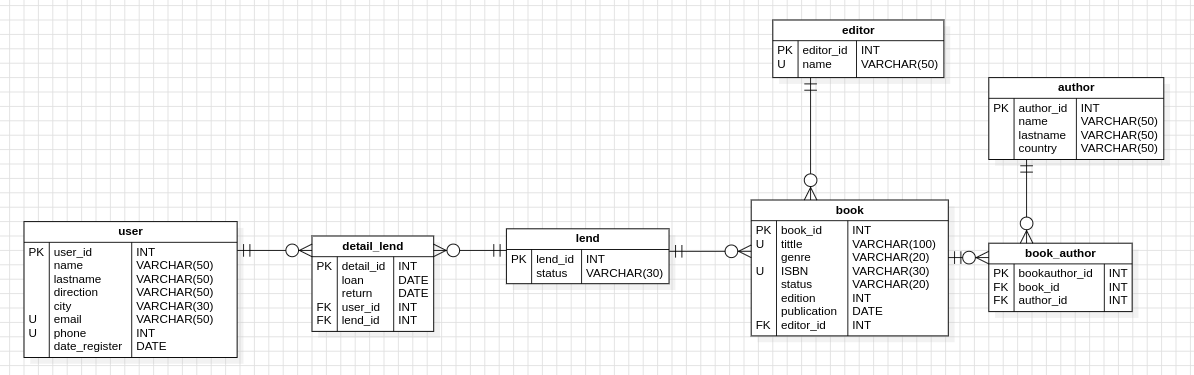 editor
PK editor_id INT
U name VARCHAR(50)
author
PK author_id INT
name VARCHAR(50)
lastname VARCHAR(50)
country VARCHAR(50)
user
PK user_id INT
name VARCHAR(50)
lastname VARCHAR(50)
direction VARCHAR(50)
city VARCHAR(30)
U email VARCHAR(50)
U phone INT
date_register DATE
detail_lend
PK detail_id INT
loan DATE
return DATE
FK user_id INT
FK lend_id INT
lend
PK lend_id INT
status VARCHAR(30)
book
PK book_id INT
U tittle VARCHAR(100)
genre VARCHAR(20)
U ISBN VARCHAR(30)
status VARCHAR(20)
edition INT
publication DATE
FK editor_id INT
book_author
PK bookauthor_id INT
FK book_id INT
FK author_id INT